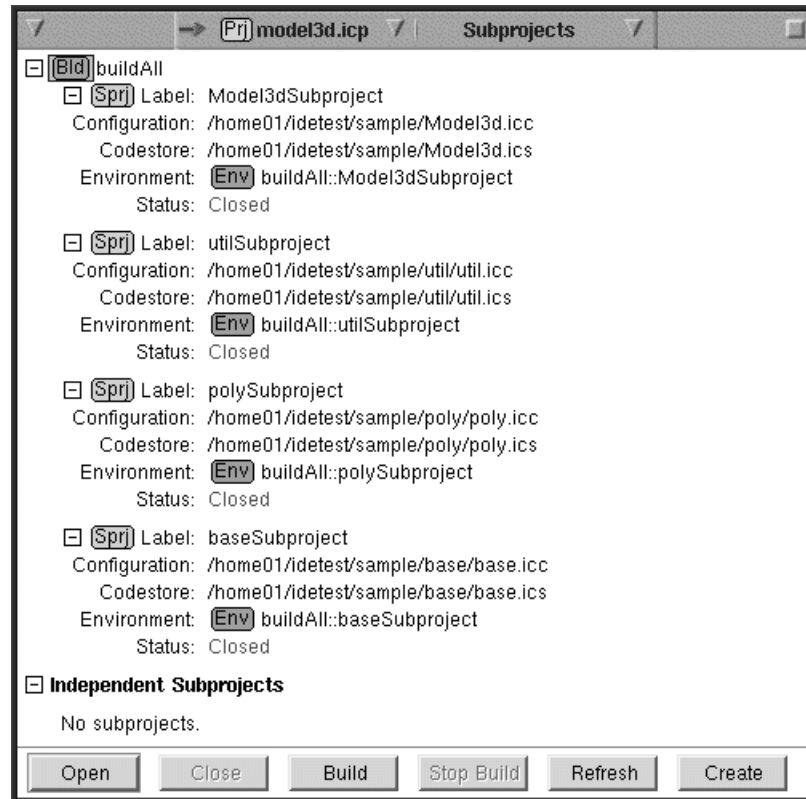 Prj model3d.icp Subprojects
Bld buildAll
Sprj Label: Model3dSubproject
Configuration: /home01/idetest/sample/Model3d.icc
Codestore: /home01/idetest/sample/Model3d.ics
Environment: Env buildAll::Model3dSubproject
Status: Closed
Sprj Label: utilSubproject
Configuration: /home01/idetest/sample/util/util.icc
Codestore: /home01/idetest/sample/util/util.ics
Environment: Env buildAll::utilSubproject
Status: Closed
Sprj Label: polySubproject
Configuration: /home01/idetest/sample/poly/poly.icc
Codestore: /home01/idetest/sample/poly/poly.ics
Environment: Env buildAll::polySubproject
Status: Closed
Sprj Label: baseSubproject
Configuration: /home01/idetest/sample/base/base.icc
Codestore: /home01/idetest/sample/base/base.ics
Environment: Env buildAll::baseSubproject
Status: Closed
Independent Subprojects
No subprojects.
Open Close Build Stop Build Refresh Create